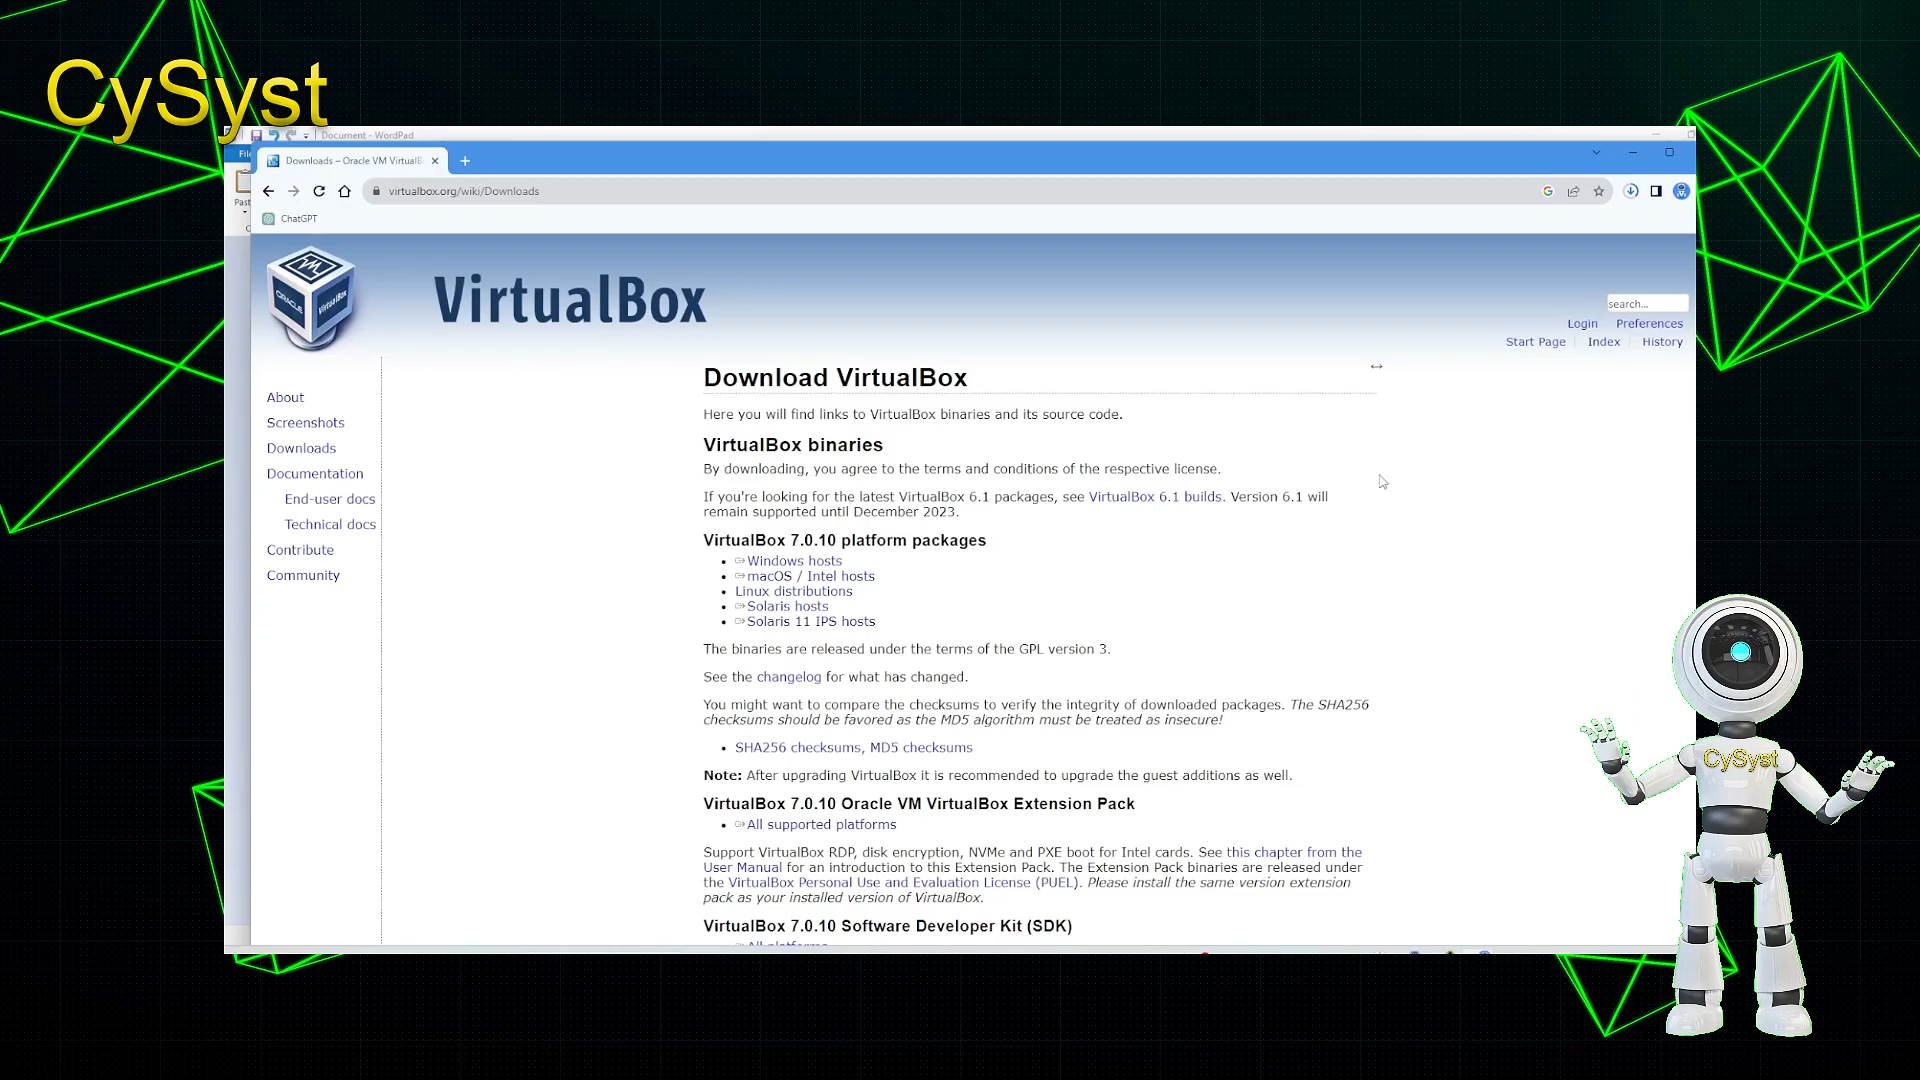 CySyst
Document - WordPad
File
Downloads – Oracle VM VirtualB
virtualbox.org/wiki/Downloads
Past
ChatGPT
ORACLE
VirtualBox
VirtualBox
search...
Login Preferences
Start Page Index History
About
Screenshots
Downloads
Documentation
End-user docs
Technical docs
Contribute
Community
Download VirtualBox
Here you will find links to VirtualBox binaries and its source code.
VirtualBox binaries
By downloading, you agree to the terms and conditions of the respective license.
If you're looking for the latest VirtualBox 6.1 packages, see VirtualBox 6.1 builds. Version 6.1 will
remain supported until December 2023.
VirtualBox 7.0.10 platform packages
Windows hosts
macOS / Intel hosts
Linux distributions
Solaris hosts
Solaris 11 IPS hosts
The binaries are released under the terms of the GPL version 3.
See the changelog for what has changed.
You might want to compare the checksums to verify the integrity of downloaded packages. The SHA256
checksums should be favored as the MD5 algorithm must be treated as insecure!
SHA256 checksums, MD5 checksums
Note: After upgrading VirtualBox it is recommended to upgrade the guest additions as well.
VirtualBox 7.0.10 Oracle VM VirtualBox Extension Pack
All supported platforms
Support VirtualBox RDP, disk encryption, NVMe and PXE boot for Intel cards. See this chapter from the
User Manual for an introduction to this Extension Pack. The Extension Pack binaries are released under
the VirtualBox Personal Use and Evaluation License (PUEL). Please install the same version extension
pack as your installed version of VirtualBox.
VirtualBox 7.0.10 Software Developer Kit (SDK)
All platforms
CySyst